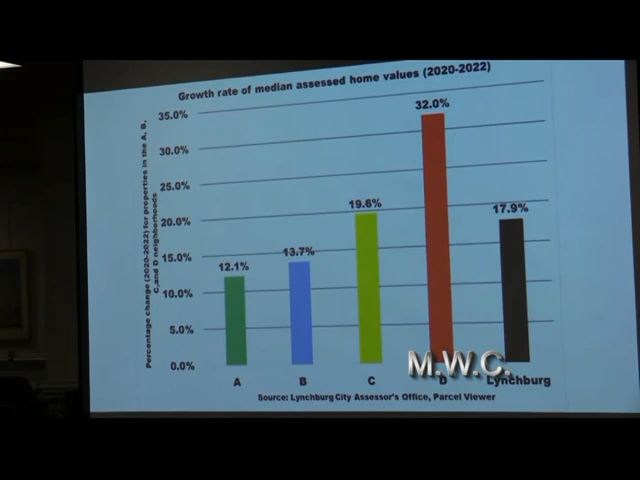 Growth rate of median assessed home values (2020-2022)
Percentage change (2020-2022) for properties in the A, B,
C, and D neighborhoods
35.0%
30.0%
25.0%
20.0%
15.0%
10.0%
5.0%
0.0%
12.1%
13.7%
19.6%
32.0%
17.9%
A
B
C
D
Lynchburg
M.W.C.
Source: Lynchburg City Assessor's Office, Parcel Viewer